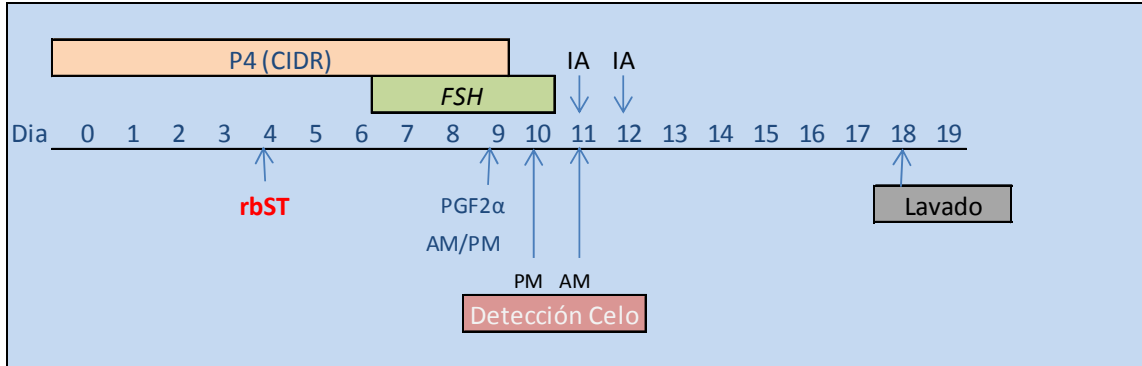 P4 (CIDR) IA IA
FSH
Dia 0 1 2 3 4 5 6 7 8 9 10 11 12 13 14 15 16 17 18 19
rbST PGF2α Lavado
AM/PM
PM AM
Detección Celo